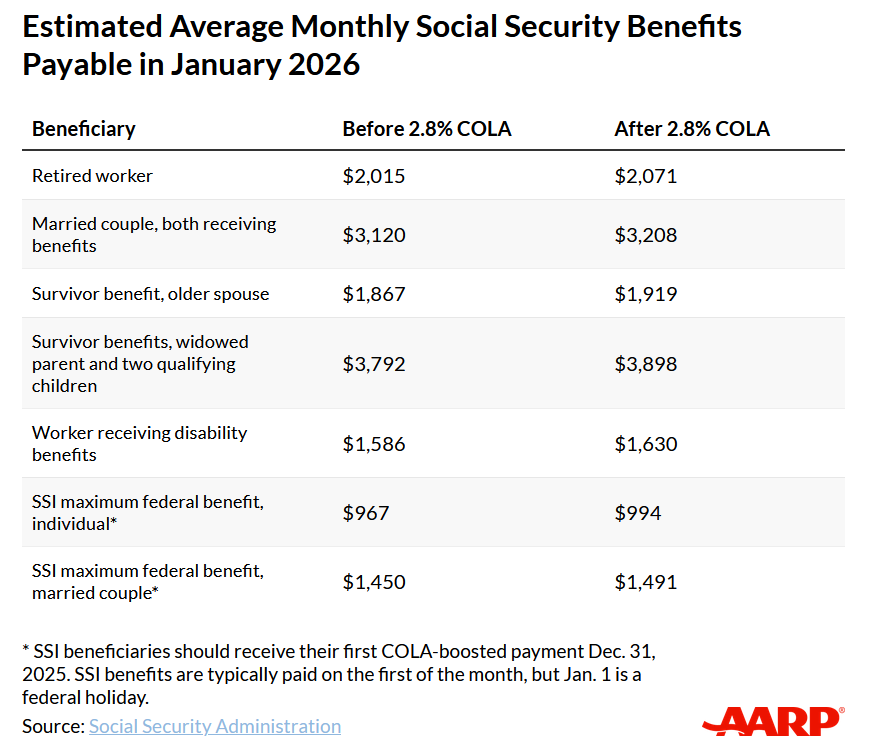 Estimated Average Monthly Social Security Benefits
Payable in January 2026
Beneficiary Before 2.8% COLA After 2.8% COLA
Retired worker $2,015 $2,071
Married couple, both receiving
benefits $3,120 $3,208
Survivor benefit, older spouse $1,867 $1,919
Survivor benefits, widowed
parent and two qualifying $3,792 $3,898
children
Worker receiving disability
benefits $1,586 $1,630
SSI maximum federal benefit,
individual* $967 $994
SSI maximum federal benefit,
married couple* $1,450 $1,491
* SSI beneficiaries should receive their first COLA-boosted payment Dec. 31,
2025. SSI benefits are typically paid on the first of the month, but Jan. 1 is a
federal holiday.
Source: Social Security Administration
AARP®